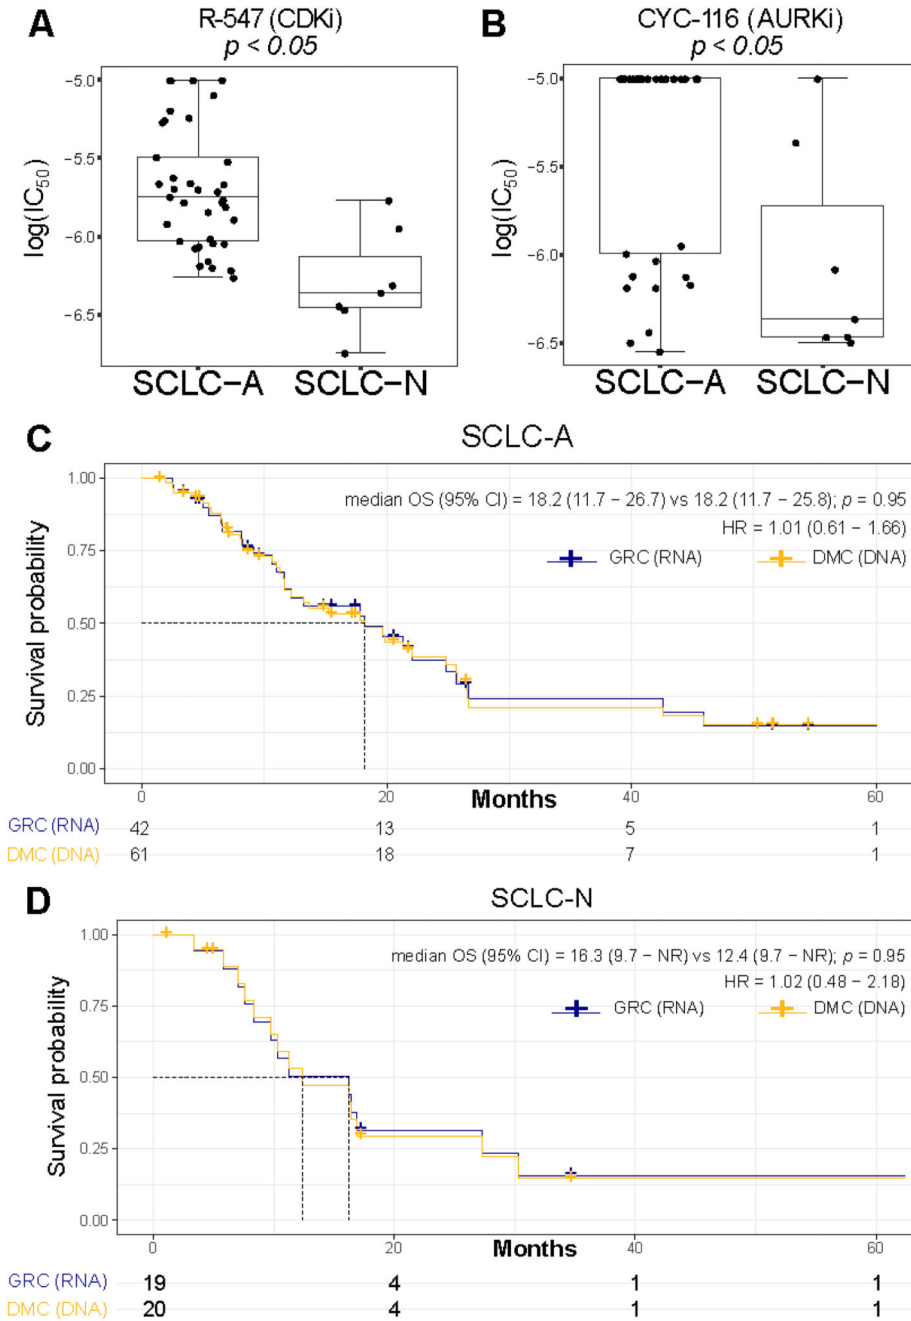 A
R-547 (CDKi)
p < 0.05
B
CYC-116 (AURKi)
p < 0.05
log(IC50)
−5.0
−5.5
−6.0
−6.5
SCLC−A
SCLC−N
log(IC50)
−5.0
−5.5
−6.0
−6.5
SCLC−A
SCLC−N
C
SCLC-A
Survival probability
1.00
0.75
0.50
0.25
0.00
median OS (95% CI) = 18.2 (11.7 − 26.7) vs 18.2 (11.7 − 25.8); p = 0.95
HR = 1.01 (0.61 − 1.66)
GRC (RNA)
DMC (DNA)
0
20
40
60
Months
GRC (RNA) 42 13 5 1
DMC (DNA) 61 18 7 1
D
SCLC-N
Survival probability
1.00
0.75
0.50
0.25
0.00
median OS (95% CI) = 16.3 (9.7 − NR) vs 12.4 (9.7 − NR); p = 0.95
HR = 1.02 (0.48 − 2.18)
GRC (RNA)
DMC (DNA)
0
20
40
60
Months
GRC (RNA) 19 4 1 1
DMC (DNA) 20 4 1 1